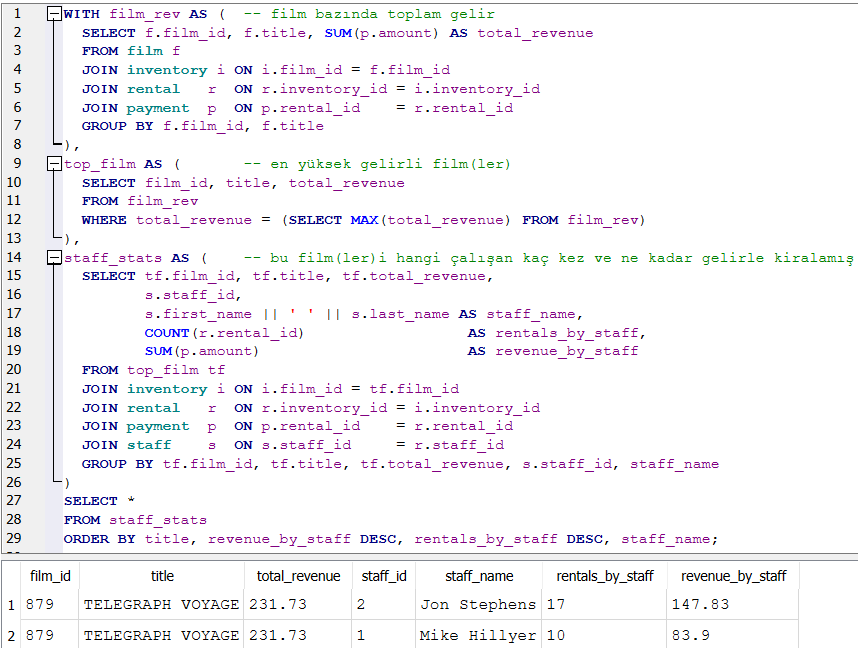 1 WITH film_rev AS (  -- film bazında toplam gelir
2   SELECT f.film_id, f.title, SUM(p.amount) AS total_revenue
3   FROM film f
4   JOIN inventory i ON i.film_id = f.film_id
5   JOIN rental   r  ON r.inventory_id = i.inventory_id
6   JOIN payment  p  ON p.rental_id    = r.rental_id
7   GROUP BY f.film_id, f.title
8 ),
9 top_film AS (       -- en yüksek gelirli film(ler)
10   SELECT film_id, title, total_revenue
11   FROM film_rev
12   WHERE total_revenue = (SELECT MAX(total_revenue) FROM film_rev)
13 ),
14 staff_stats AS (    -- bu film(ler)i hangi çalışan kaç kez ve ne kadar gelirle kiralamış
15   SELECT tf.film_id, tf.title, tf.total_revenue,
16          s.staff_id,
17          s.first_name || ' ' || s.last_name AS staff_name,
18          COUNT(r.rental_id)                  AS rentals_by_staff,
19          SUM(p.amount)                       AS revenue_by_staff
20   FROM top_film tf
21   JOIN inventory i ON i.film_id = tf.film_id
22   JOIN rental   r  ON r.inventory_id = i.inventory_id
23   JOIN payment  p  ON p.rental_id    = r.rental_id
24   JOIN staff    s  ON s.staff_id     = r.staff_id
25   GROUP BY tf.film_id, tf.title, tf.total_revenue, s.staff_id, staff_name
26 )
27 SELECT *
28 FROM staff_stats
29 ORDER BY title, revenue_by_staff DESC, rentals_by_staff DESC, staff_name;
film_id title total_revenue staff_id staff_name rentals_by_staff revenue_by_staff
1 879 TELEGRAPH VOYAGE 231.73 2 Jon Stephens 17 147.83
2 879 TELEGRAPH VOYAGE 231.73 1 Mike Hillyer 10 83.9